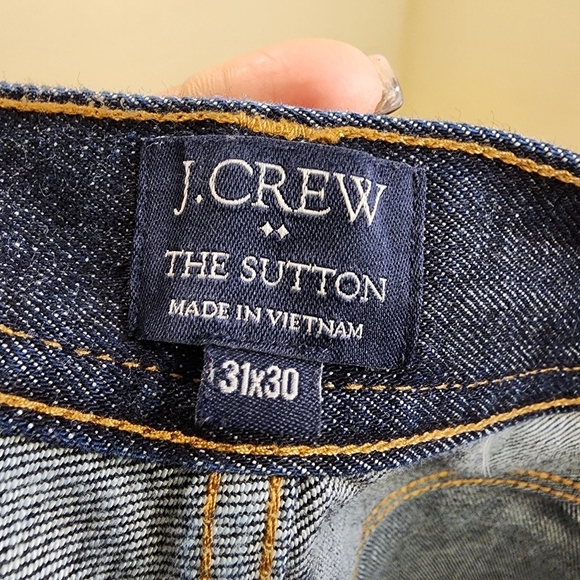 J.CREW
THE SUTTON
MADE IN VIETNAM
31x30